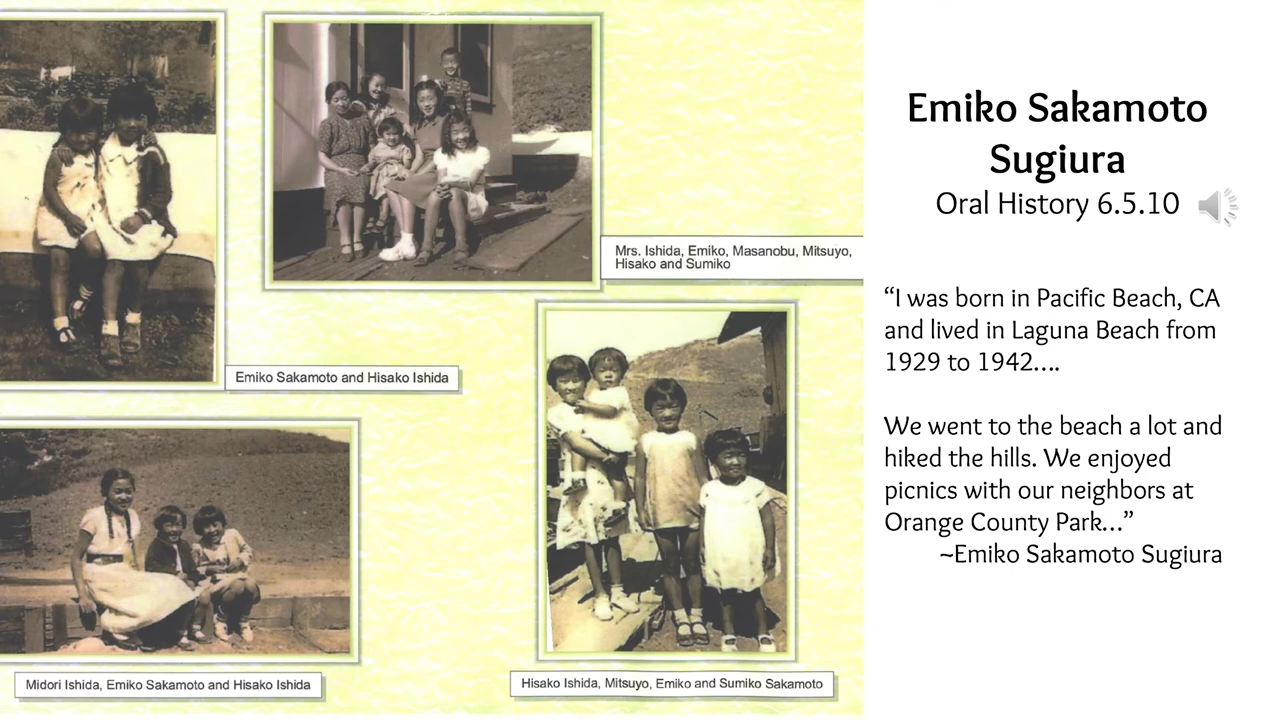 Mrs. Ishida, Emiko, Masanobu, Mitsuyo,
Hisako and Sumiko
Emiko Sakamoto and Hisako Ishida
Midori Ishida, Emiko Sakamoto and Hisako Ishida
Hisako Ishida, Mitsuyo, Emiko and Sumiko Sakamoto
Emiko Sakamoto
Sugiura
Oral History 6.5.10
“I was born in Pacific Beach, CA
and lived in Laguna Beach from
1929 to 1942….
We went to the beach a lot and
hiked the hills. We enjoyed
picnics with our neighbors at
Orange County Park…”
~Emiko Sakamoto Sugiura